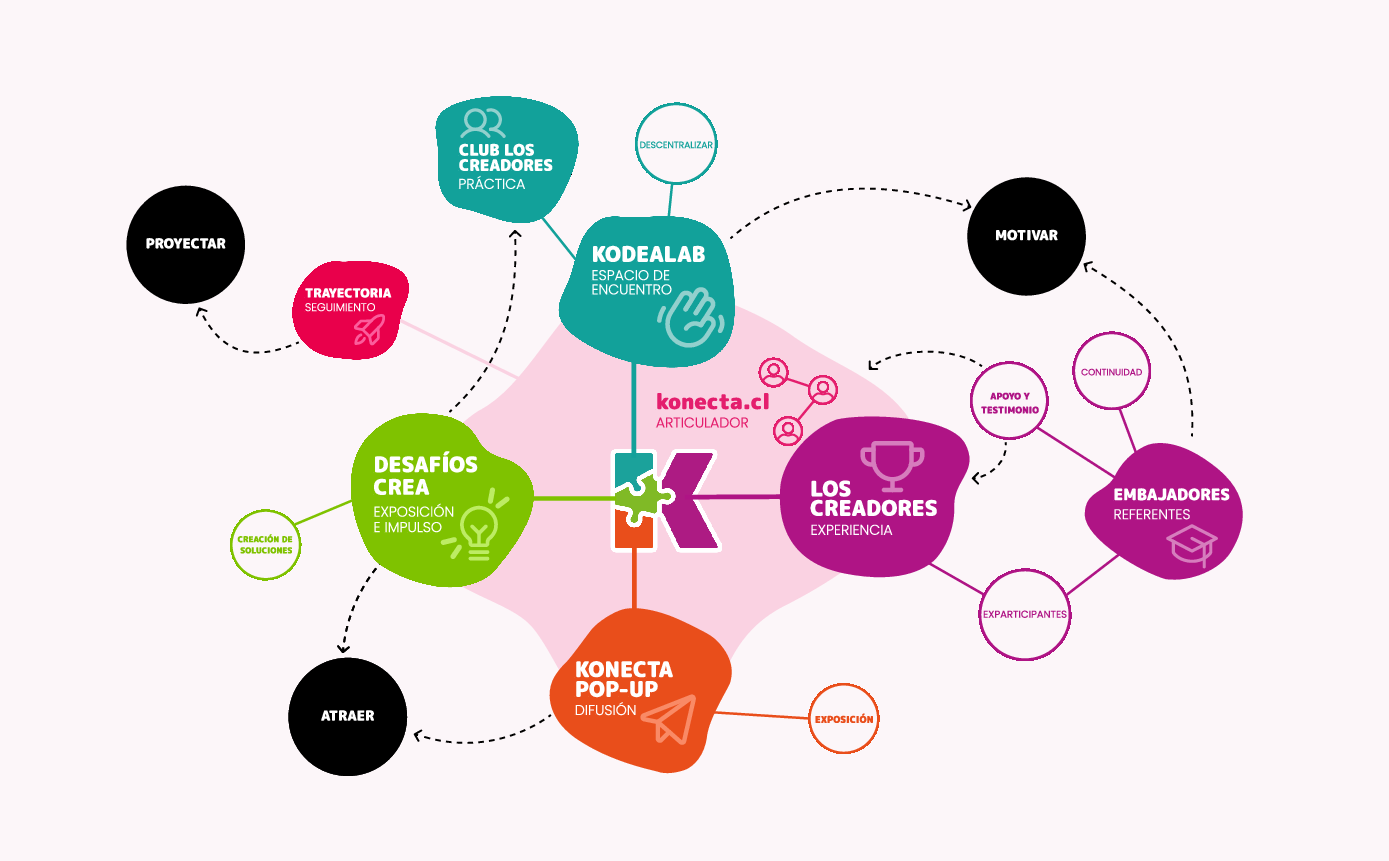 CLUB LOS
CREADORES
PRÁCTICA
DESCENTRALIZAR
PROYECTAR
MOTIVAR
KODEALAB
ESPACIO DE
ENCUENTRO
TRAYECTORIA
SEGUIMIENTO
CONTINUIDAD
konecta.cl
ARTICULADOR
APOYO Y
TESTIMONIO
DESAFÍOS
CREA
EXPOSICIÓN
E IMPULSO
LOS
CREADORES
EXPERIENCIA
EMBAJADORES
REFERENTES
CREACIÓN DE
SOLUCIONES
EXPARTICIPANTES
KONECTA
POP-UP
DIFUSIÓN
ATRAER
EXPOSICIÓN